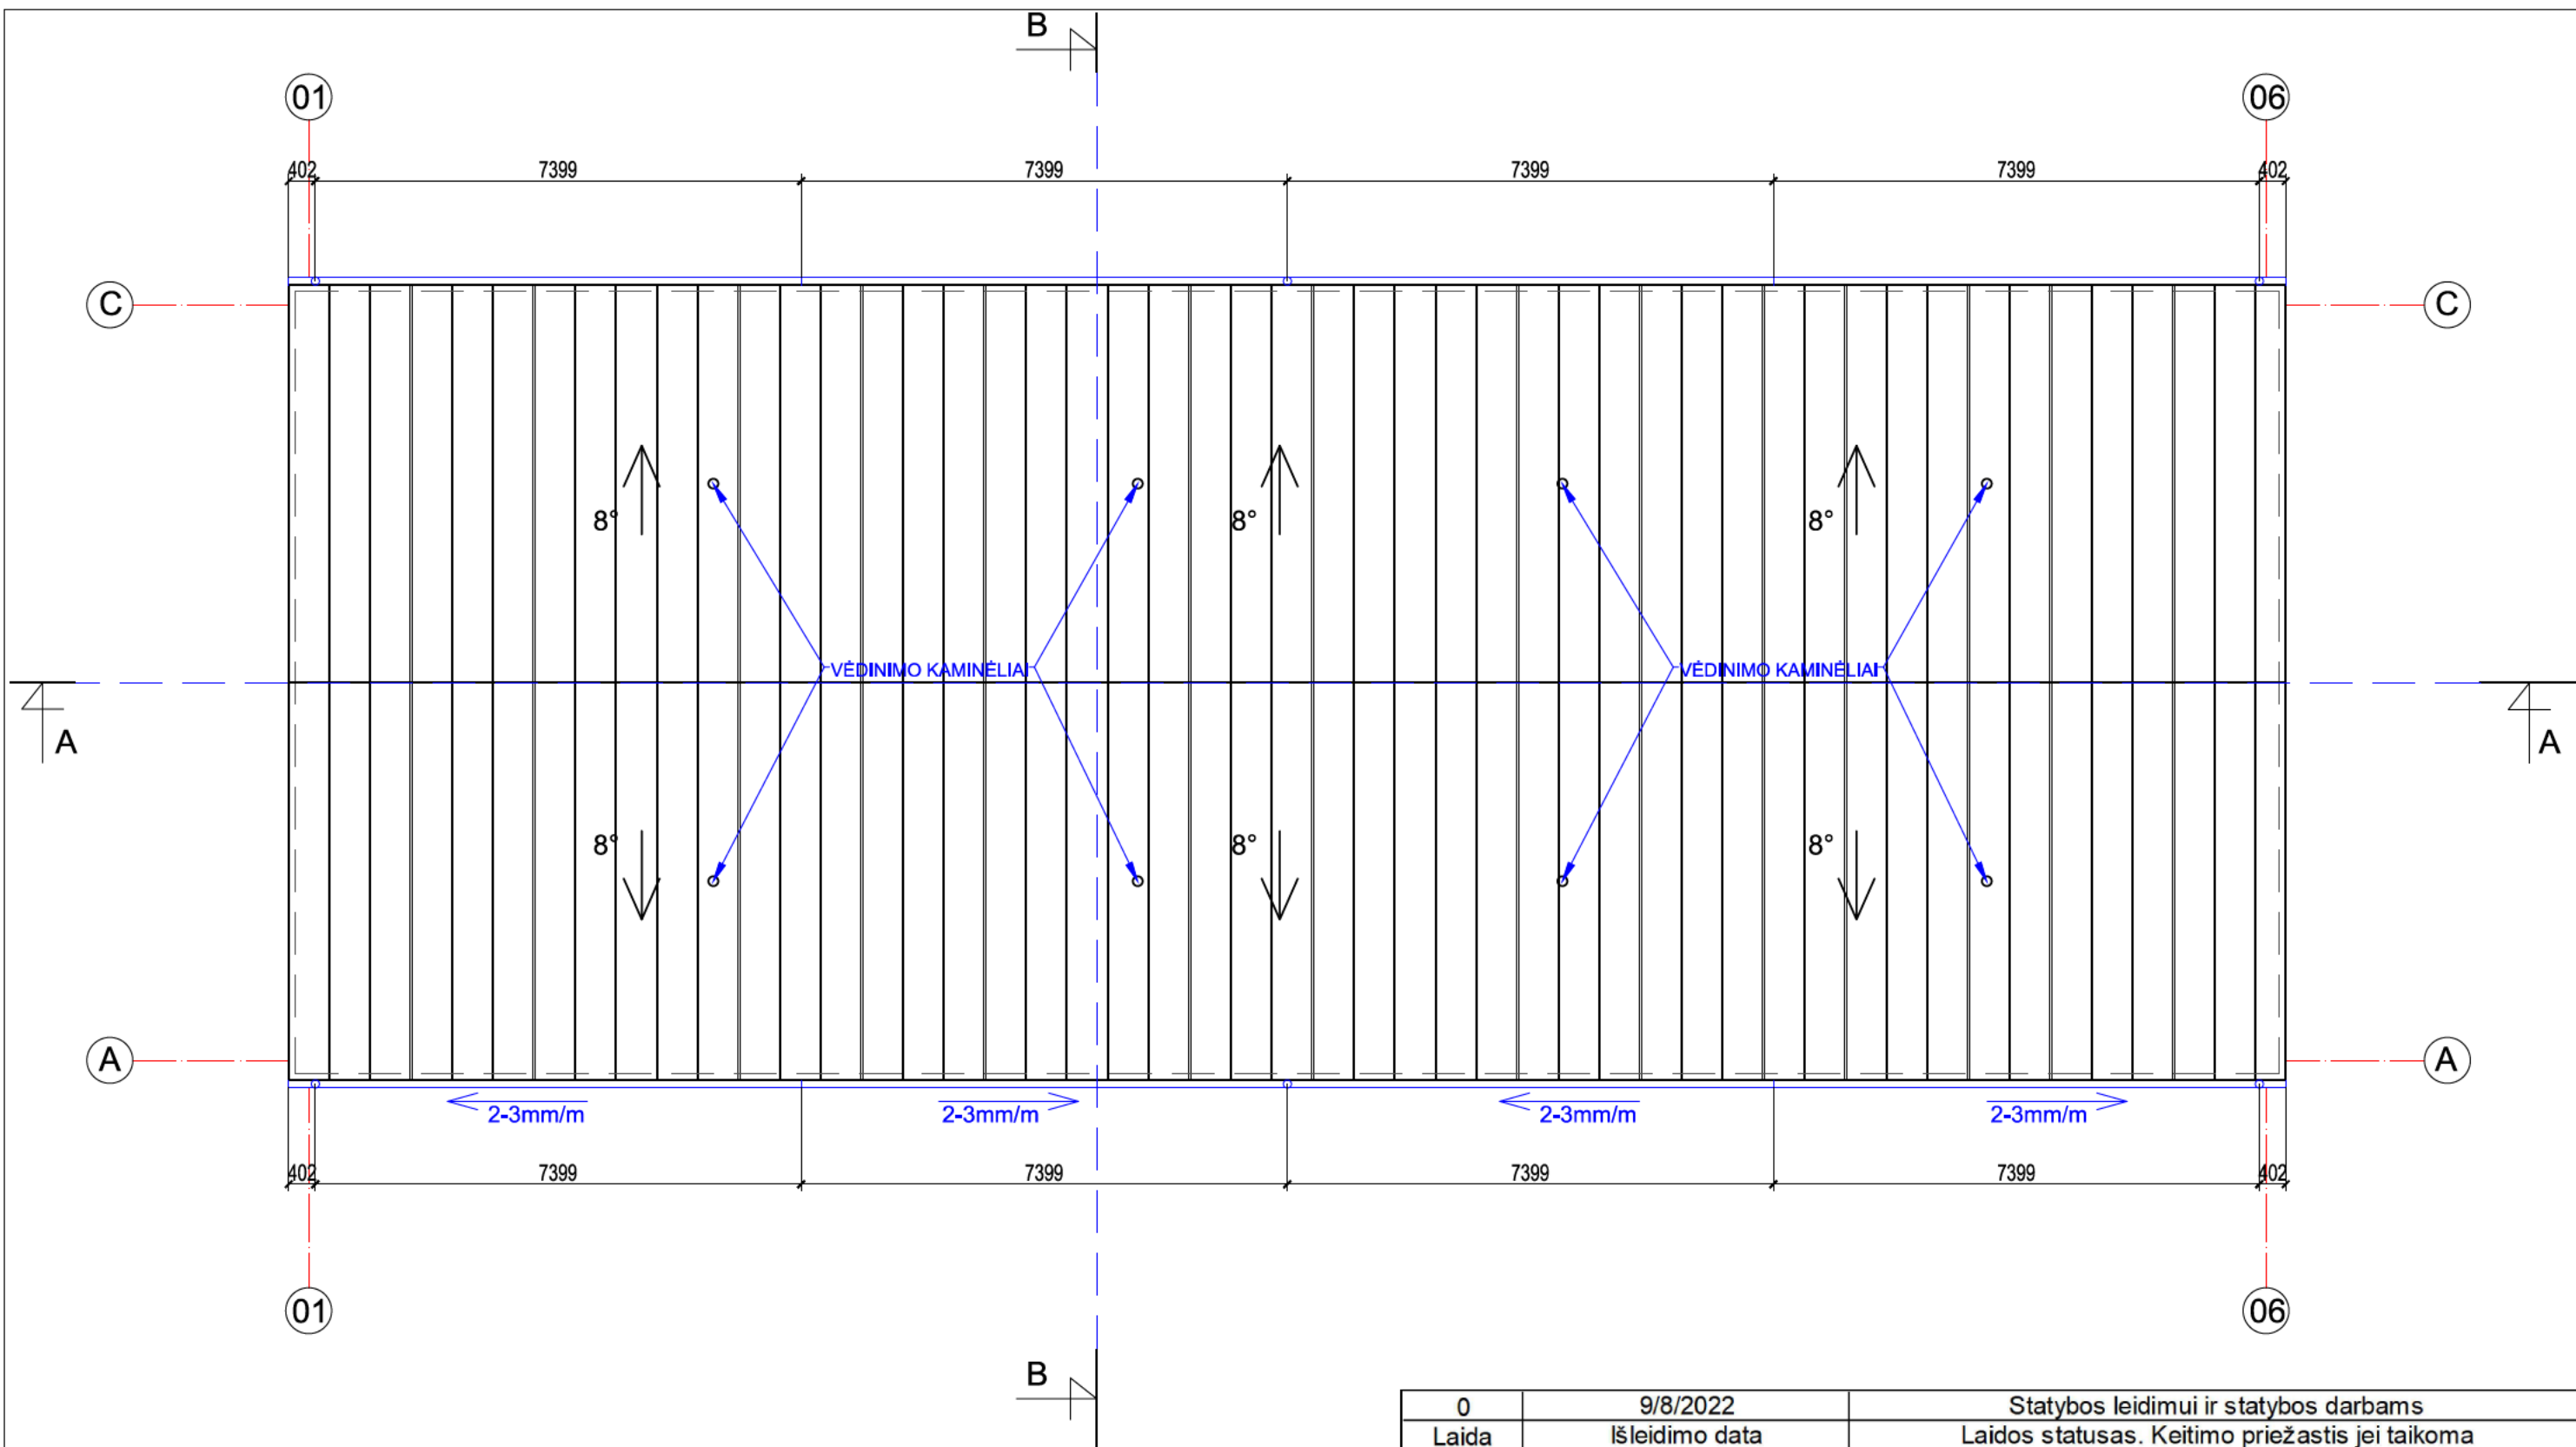 B
01 06
402 7399 7399 7399 7399 402
C C
8° 8° 8°
VĖDINIMO KAMINĖLIAI VĖDINIMO KAMINĖLIAI
A A
8° 8° 8°
A A
2-3mm/m 2-3mm/m 2-3mm/m 2-3mm/m
402 7399 7399 7399 7399 402
01 06
B
0 9/8/2022 Statybos leidimui ir statybos darbams
Laida Išleidimo data Laidos statusas. Keitimo priežastis jei taikoma